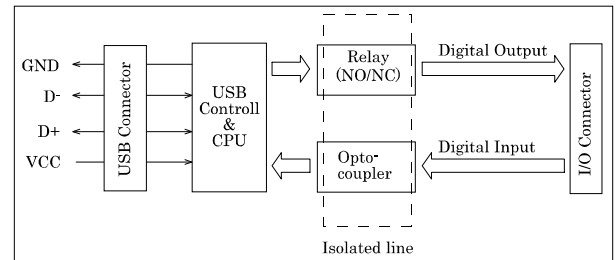 GND
D-
D+
VCC
USB Connector
USB
Controll
&
CPU
Relay
(NO/NC)
Opto-
coupler
Isolated line
Digital Output
Digital Input
I/O Connector